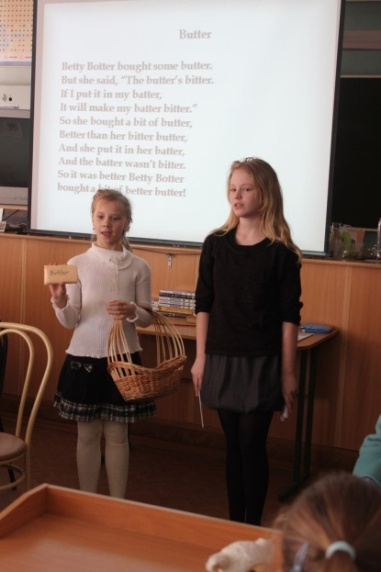 Butter
Betty Botter bought some butter.
But she said, "The butter's bitter.
If I put it in my batter,
It will make my batter bitter."
So she bought a bit of butter,
Better than her bitter butter,
And she put it in her batter,
And the batter wasn't bitter.
So it was better Betty Botter
bought a bit of better butter!
Butter